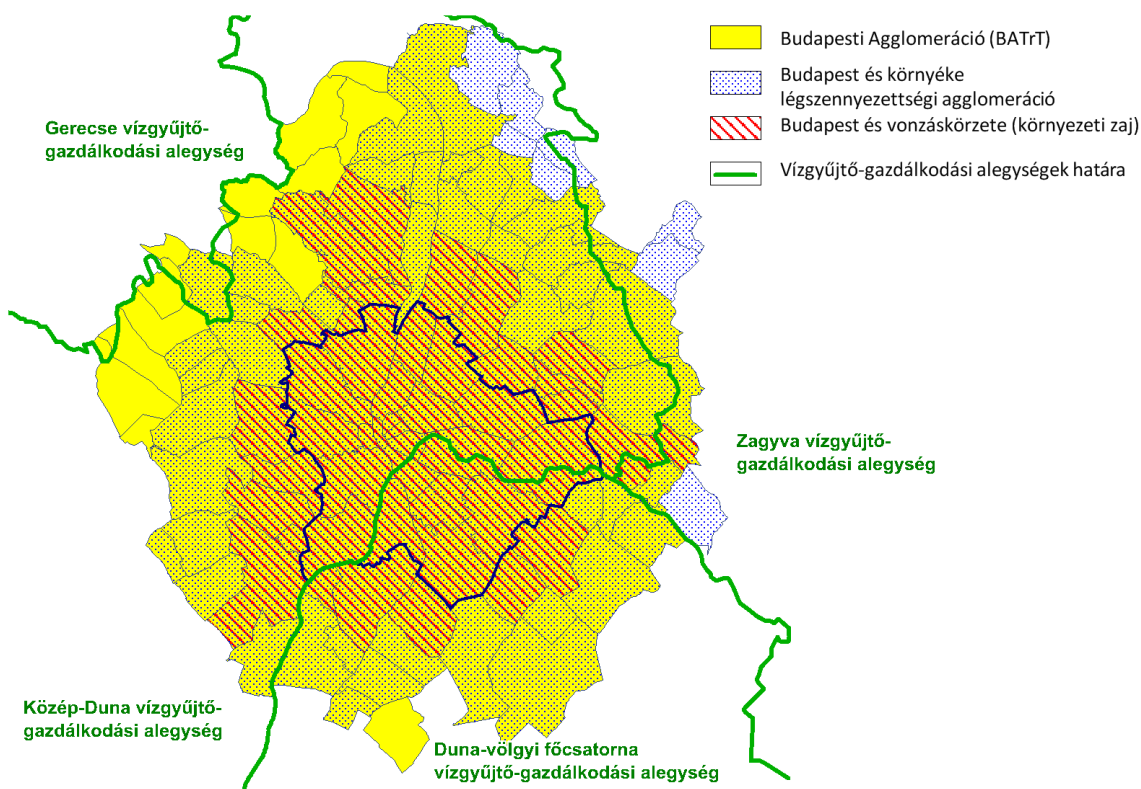 Budapesti Agglomeráció (BATrT)
Budapest és környéke
légszennyezettségi agglomeráció
Budapest és vonzáskörzete (környezeti zaj)
Vízgyűjtő-gazdálkodási alegységek határa
Gerecse vízgyűjtő-
gazdálkodási alegység
Zagyva vízgyűjtő-
gazdálkodási alegység
Közép-Duna vízgyűjtő-
gazdálkodási alegység
Duna-völgyi főcsatorna
vízgyűjtő-gazdálkodási alegység